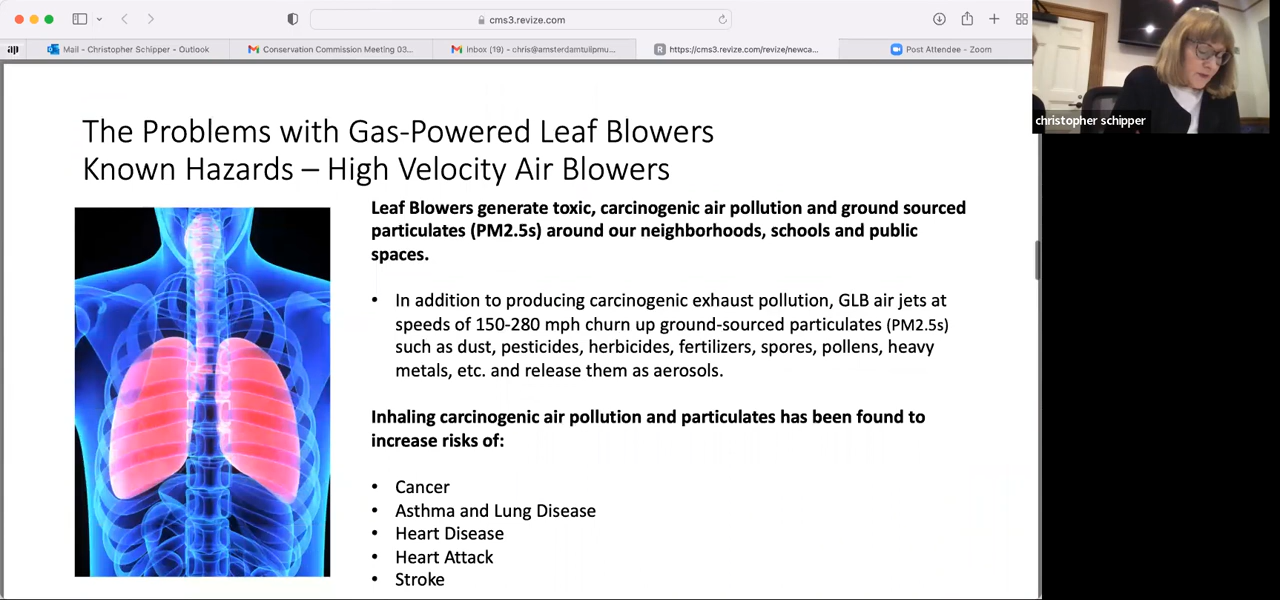 cms3.revize.com
Mail - Christopher Schipper - Outlook
Conservation Commission Meeting 03...
Inbox (19) - chris@amsterdamtulipmu...
R https://cms3.revize.com/revize/newca...
Post Attendee - Zoom
christopher schipper
The Problems with Gas-Powered Leaf Blowers
Known Hazards – High Velocity Air Blowers
Leaf Blowers generate toxic, carcinogenic air pollution and ground sourced
particulates (PM2.5s) around our neighborhoods, schools and public
spaces.
• In addition to producing carcinogenic exhaust pollution, GLB air jets at
speeds of 150-280 mph churn up ground-sourced particulates (PM2.5s)
such as dust, pesticides, herbicides, fertilizers, spores, pollens, heavy
metals, etc. and release them as aerosols.
Inhaling carcinogenic air pollution and particulates has been found to
increase risks of:
• Cancer
• Asthma and Lung Disease
• Heart Disease
• Heart Attack
• Stroke